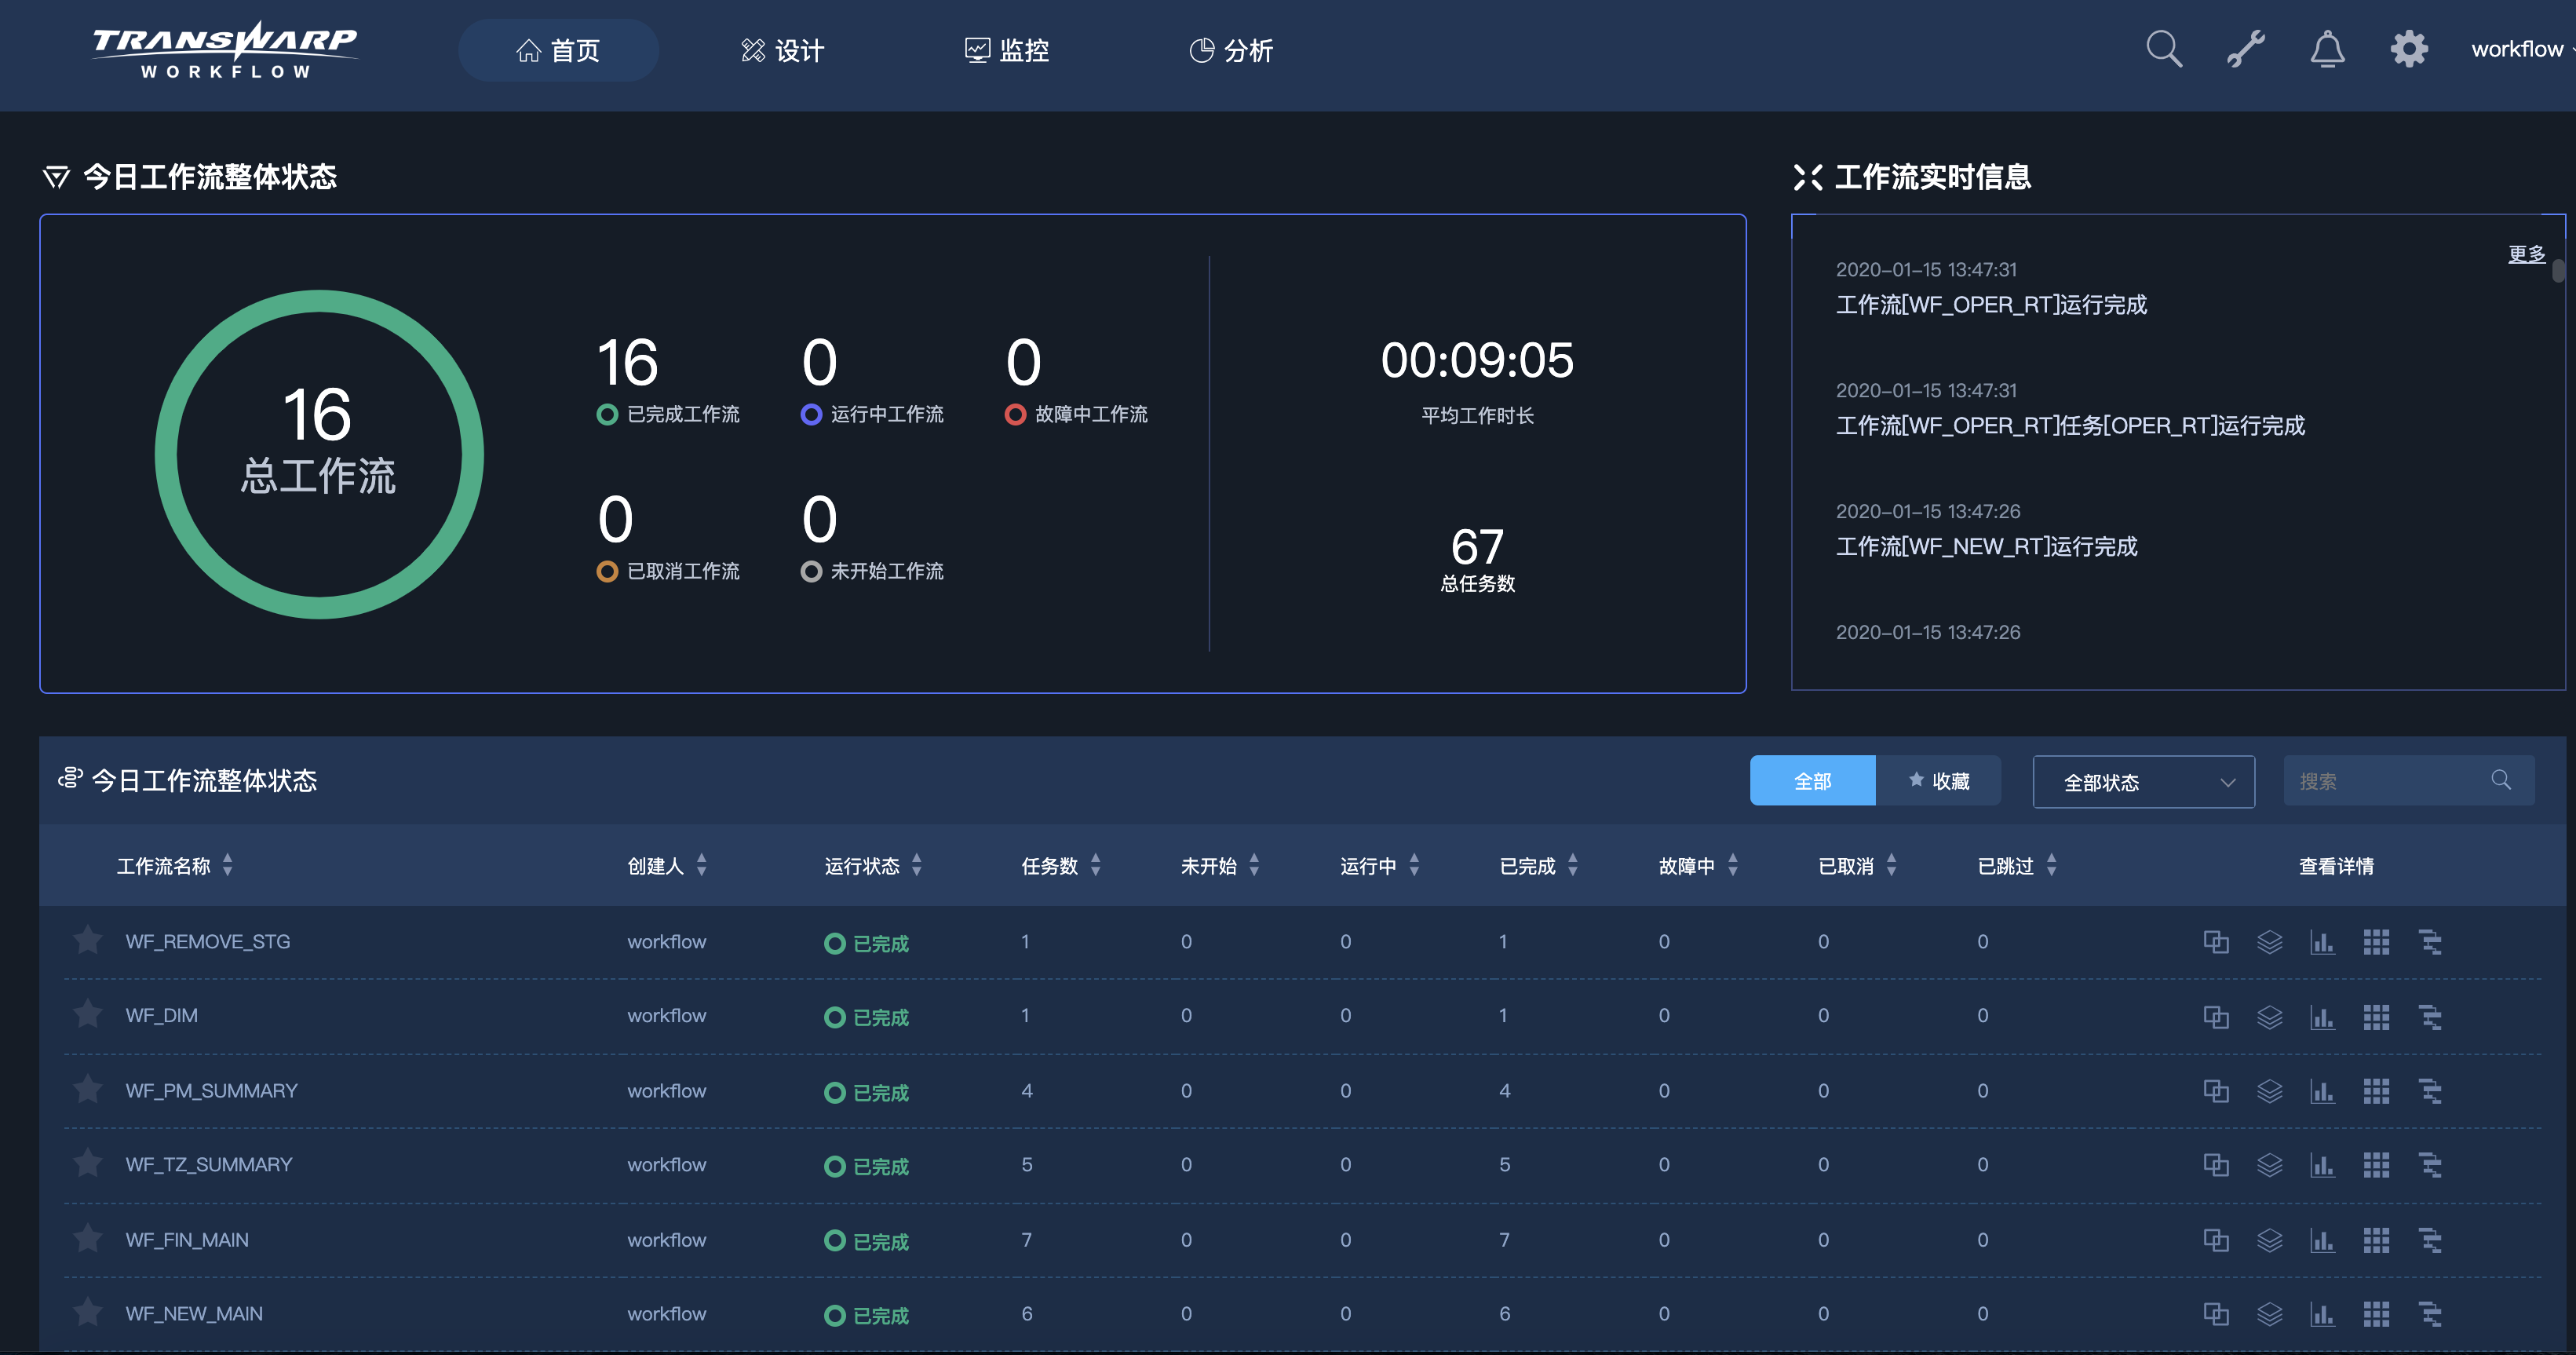 TRANSWARP
WORKFLOW
首页 设计 监控 分析 workflow
今日工作流整体状态
16
总工作流
16 0 0
已完成工作流 运行中工作流 故障中工作流
0 0
已取消工作流 未开始工作流
00:09:05
平均工作时长
67
总任务数
工作流实时信息
更多
2020-01-15 13:47:31
工作流[WF_OPER_RT]运行完成
2020-01-15 13:47:31
工作流[WF_OPER_RT]任务[OPER_RT]运行完成
2020-01-15 13:47:26
工作流[WF_NEW_RT]运行完成
2020-01-15 13:47:26
今日工作流整体状态 全部 收藏 全部状态 搜索
工作流名称 创建人 运行状态 任务数 未开始 运行中 已完成 故障中 已取消 已跳过 查看详情
WF_REMOVE_STG workflow 已完成 1 0 0 1 0 0 0
WF_DIM workflow 已完成 1 0 0 1 0 0 0
WF_PM_SUMMARY workflow 已完成 4 0 0 4 0 0 0
WF_TZ_SUMMARY workflow 已完成 5 0 0 5 0 0 0
WF_FIN_MAIN workflow 已完成 7 0 0 7 0 0 0
WF_NEW_MAIN workflow 已完成 6 0 0 6 0 0 0